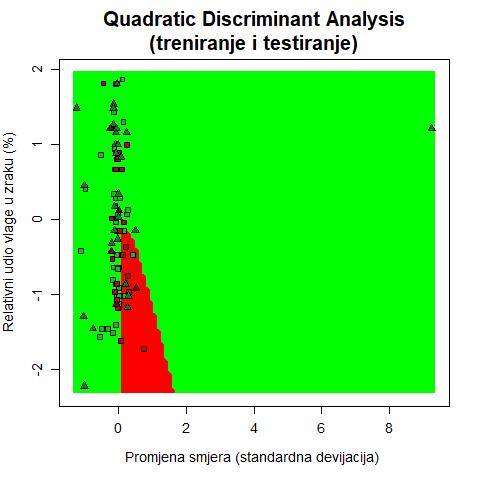 Quadratic Discriminant Analysis
(treniranje i testiranje)
Relativni udio vlage u zraku (%)
2
1
0
-1
-2
0 2 4 6 8
Promjena smjera (standardna devijacija)